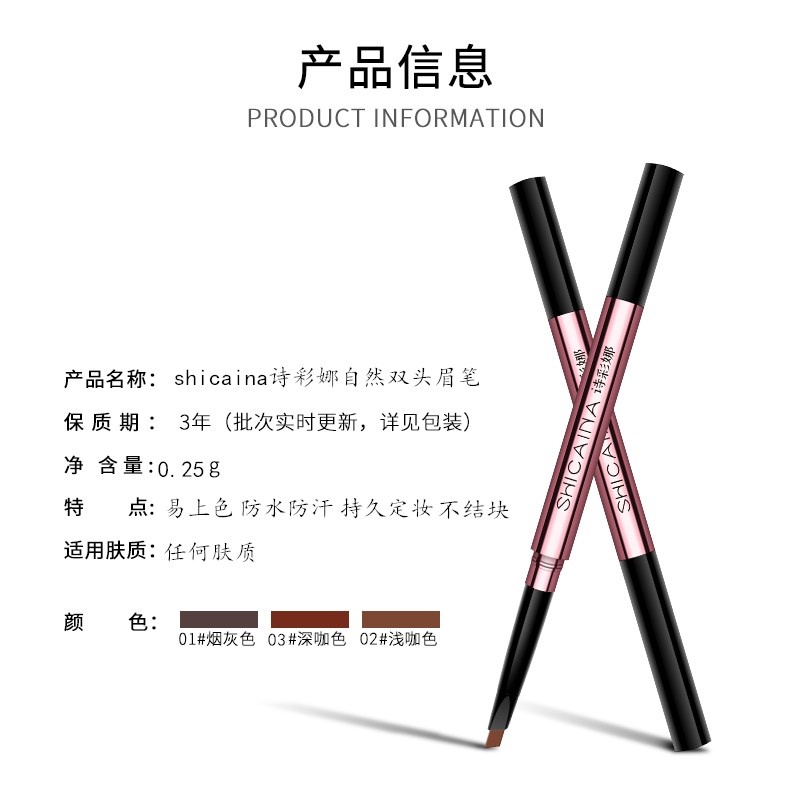 产品信息
PRODUCT INFORMATION
产品名称： shicaina诗彩娜自然双头眉笔
保质期： 3年（批次实时更新，详见包装）
净含量：0.25g
特点： 易上色 防水防汗 持久定妆 不结块
适用肤质：任何肤质
颜色：
01#烟灰色 03#深咖色 02#浅咖色
SHICAINA 诗彩娜
SHICAI
彩娜